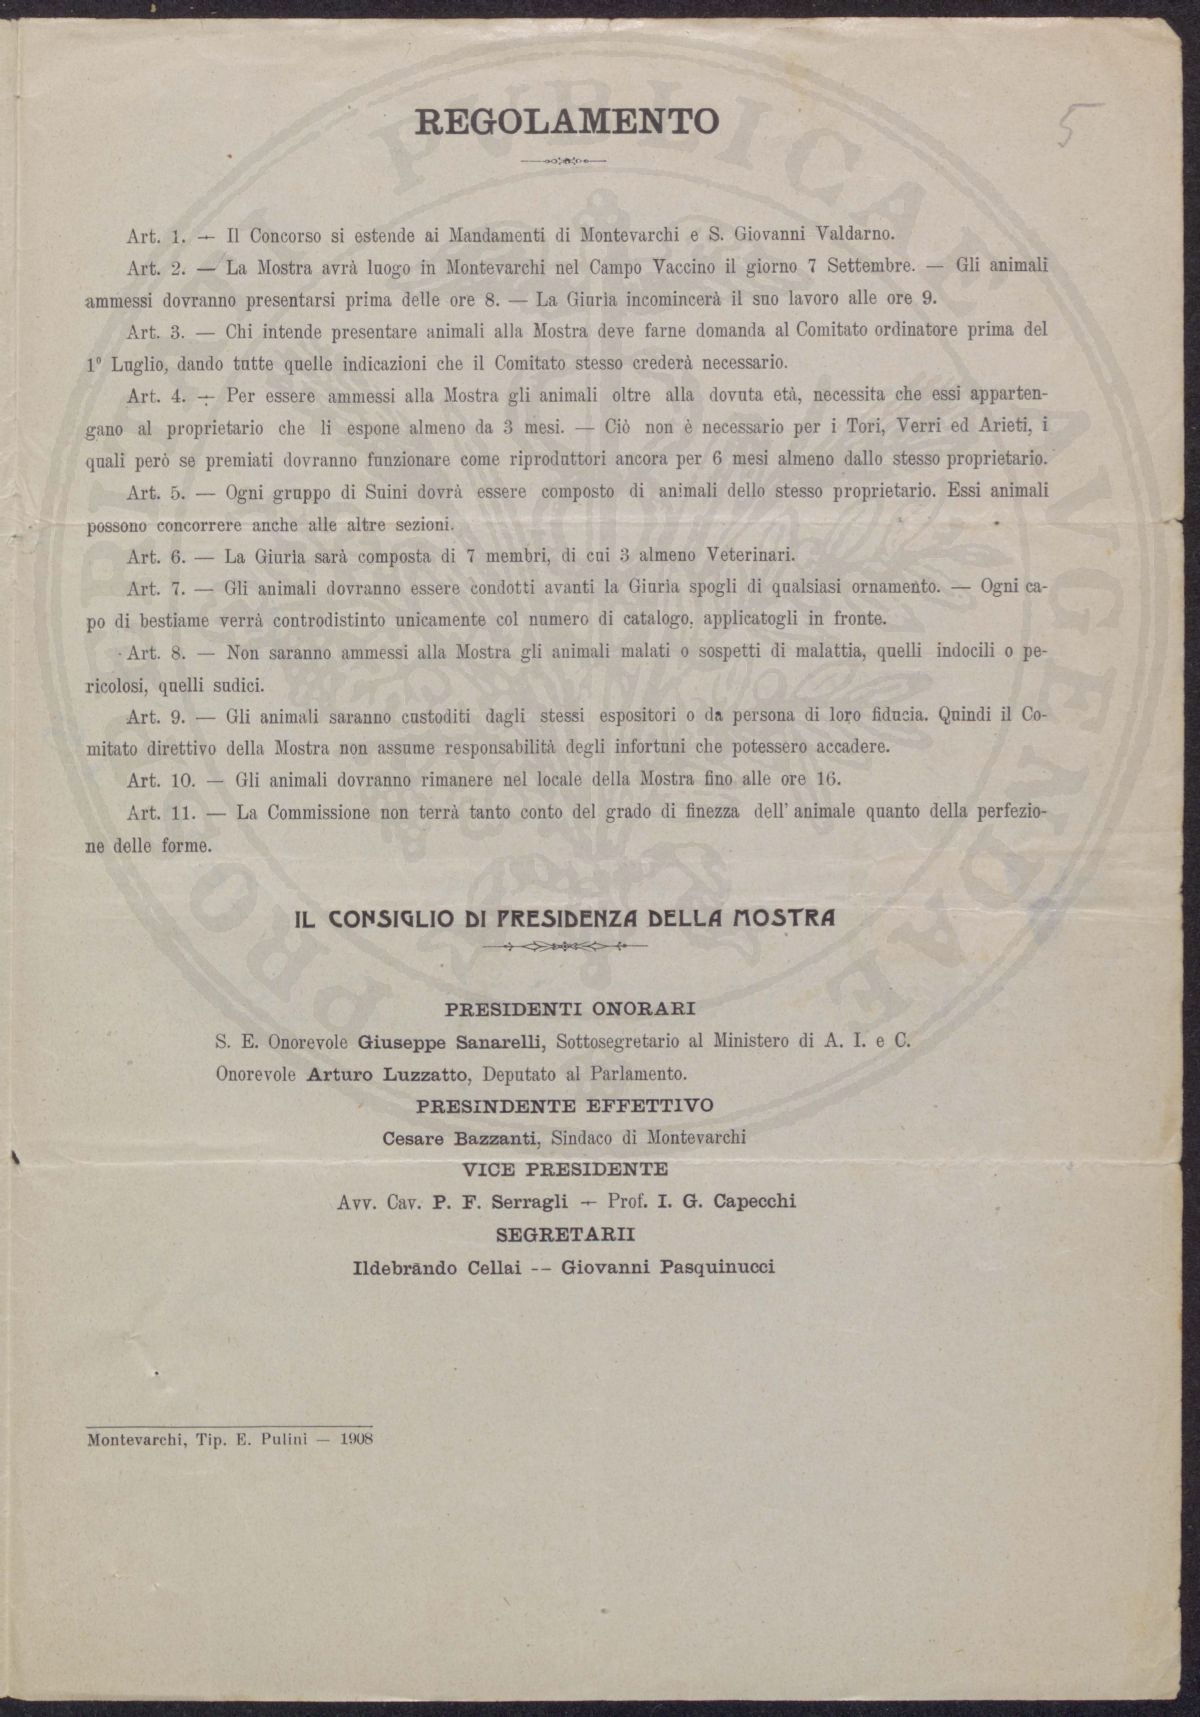 REGOLAMENTO
5
Art. 1. — Il Concorso si estende ai Mandamenti di Montevarchi e S. Giovanni Valdarno.
Art. 2. — La Mostra avrà luogo in Montevarchi nel Campo Vaccino il giorno 7 Settembre. — Gli animali
ammessi dovranno presentarsi prima delle ore 8. — La Giuria incomincerà il suo lavoro alle ore 9.
Art. 3. — Chi intende presentare animali alla Mostra deve farne domanda al Comitato ordinatore prima del
1° Luglio, dando tutte quelle indicazioni che il Comitato stesso crederà necessario.
Art. 4. — Per essere ammessi alla Mostra gli animali oltre alla dovuta età, necessita che essi apparten-
gano al proprietario che li espone almeno da 3 mesi. — Ciò non è necessario per i Tori, Verri ed Arieti, i
quali però se premiati dovranno funzionare come riproduttori ancora per 6 mesi almeno dallo stesso proprietario.
Art. 5. — Ogni gruppo di Suini dovrà essere composto di animali dello stesso proprietario. Essi animali
possono concorrere anche alle altre sezioni.
Art. 6. — La Giuria sarà composta di 7 membri, di cui 3 almeno Veterinari.
Art. 7. — Gli animali dovranno essere condotti avanti la Giuria spogli di qualsiasi ornamento. — Ogni ca-
po di bestiame verrà controdistinto unicamente col numero di catalogo, applicatogli in fronte.
Art. 8. — Non saranno ammessi alla Mostra gli animali malati o sospetti di malattia, quelli indocili o pe-
ricolosi, quelli sudici.
Art. 9. — Gli animali saranno custoditi dagli stessi espositori o da persona di loro fiducia. Quindi il Co-
mitato direttivo della Mostra non assume responsabilità degli infortuni che potessero accadere.
Art. 10. — Gli animali dovranno rimanere nel locale della Mostra fino alle ore 16.
Art. 11. — La Commissione non terrà tanto conto del grado di finezza dell' animale quanto della perfezio-
ne delle forme.
IL CONSIGLIO DI PRESIDENZA DELLA MOSTRA
PRESIDENTI ONORARI
S. E. Onorevole Giuseppe Sanarelli, Sottosegretario al Ministero di A. I. e C.
Onorevole Arturo Luzzatto, Deputato al Parlamento.
PRESINDENTE EFFETTIVO
Cesare Bazzanti, Sindaco di Montevarchi
VICE PRESIDENTE
Avv. Cav. P. F. Serragli — Prof. I. G. Capecchi
SEGRETARII
Ildebrando Cellai -- Giovanni Pasquinucci
Montevarchi, Tip. E. Pulini — 1908